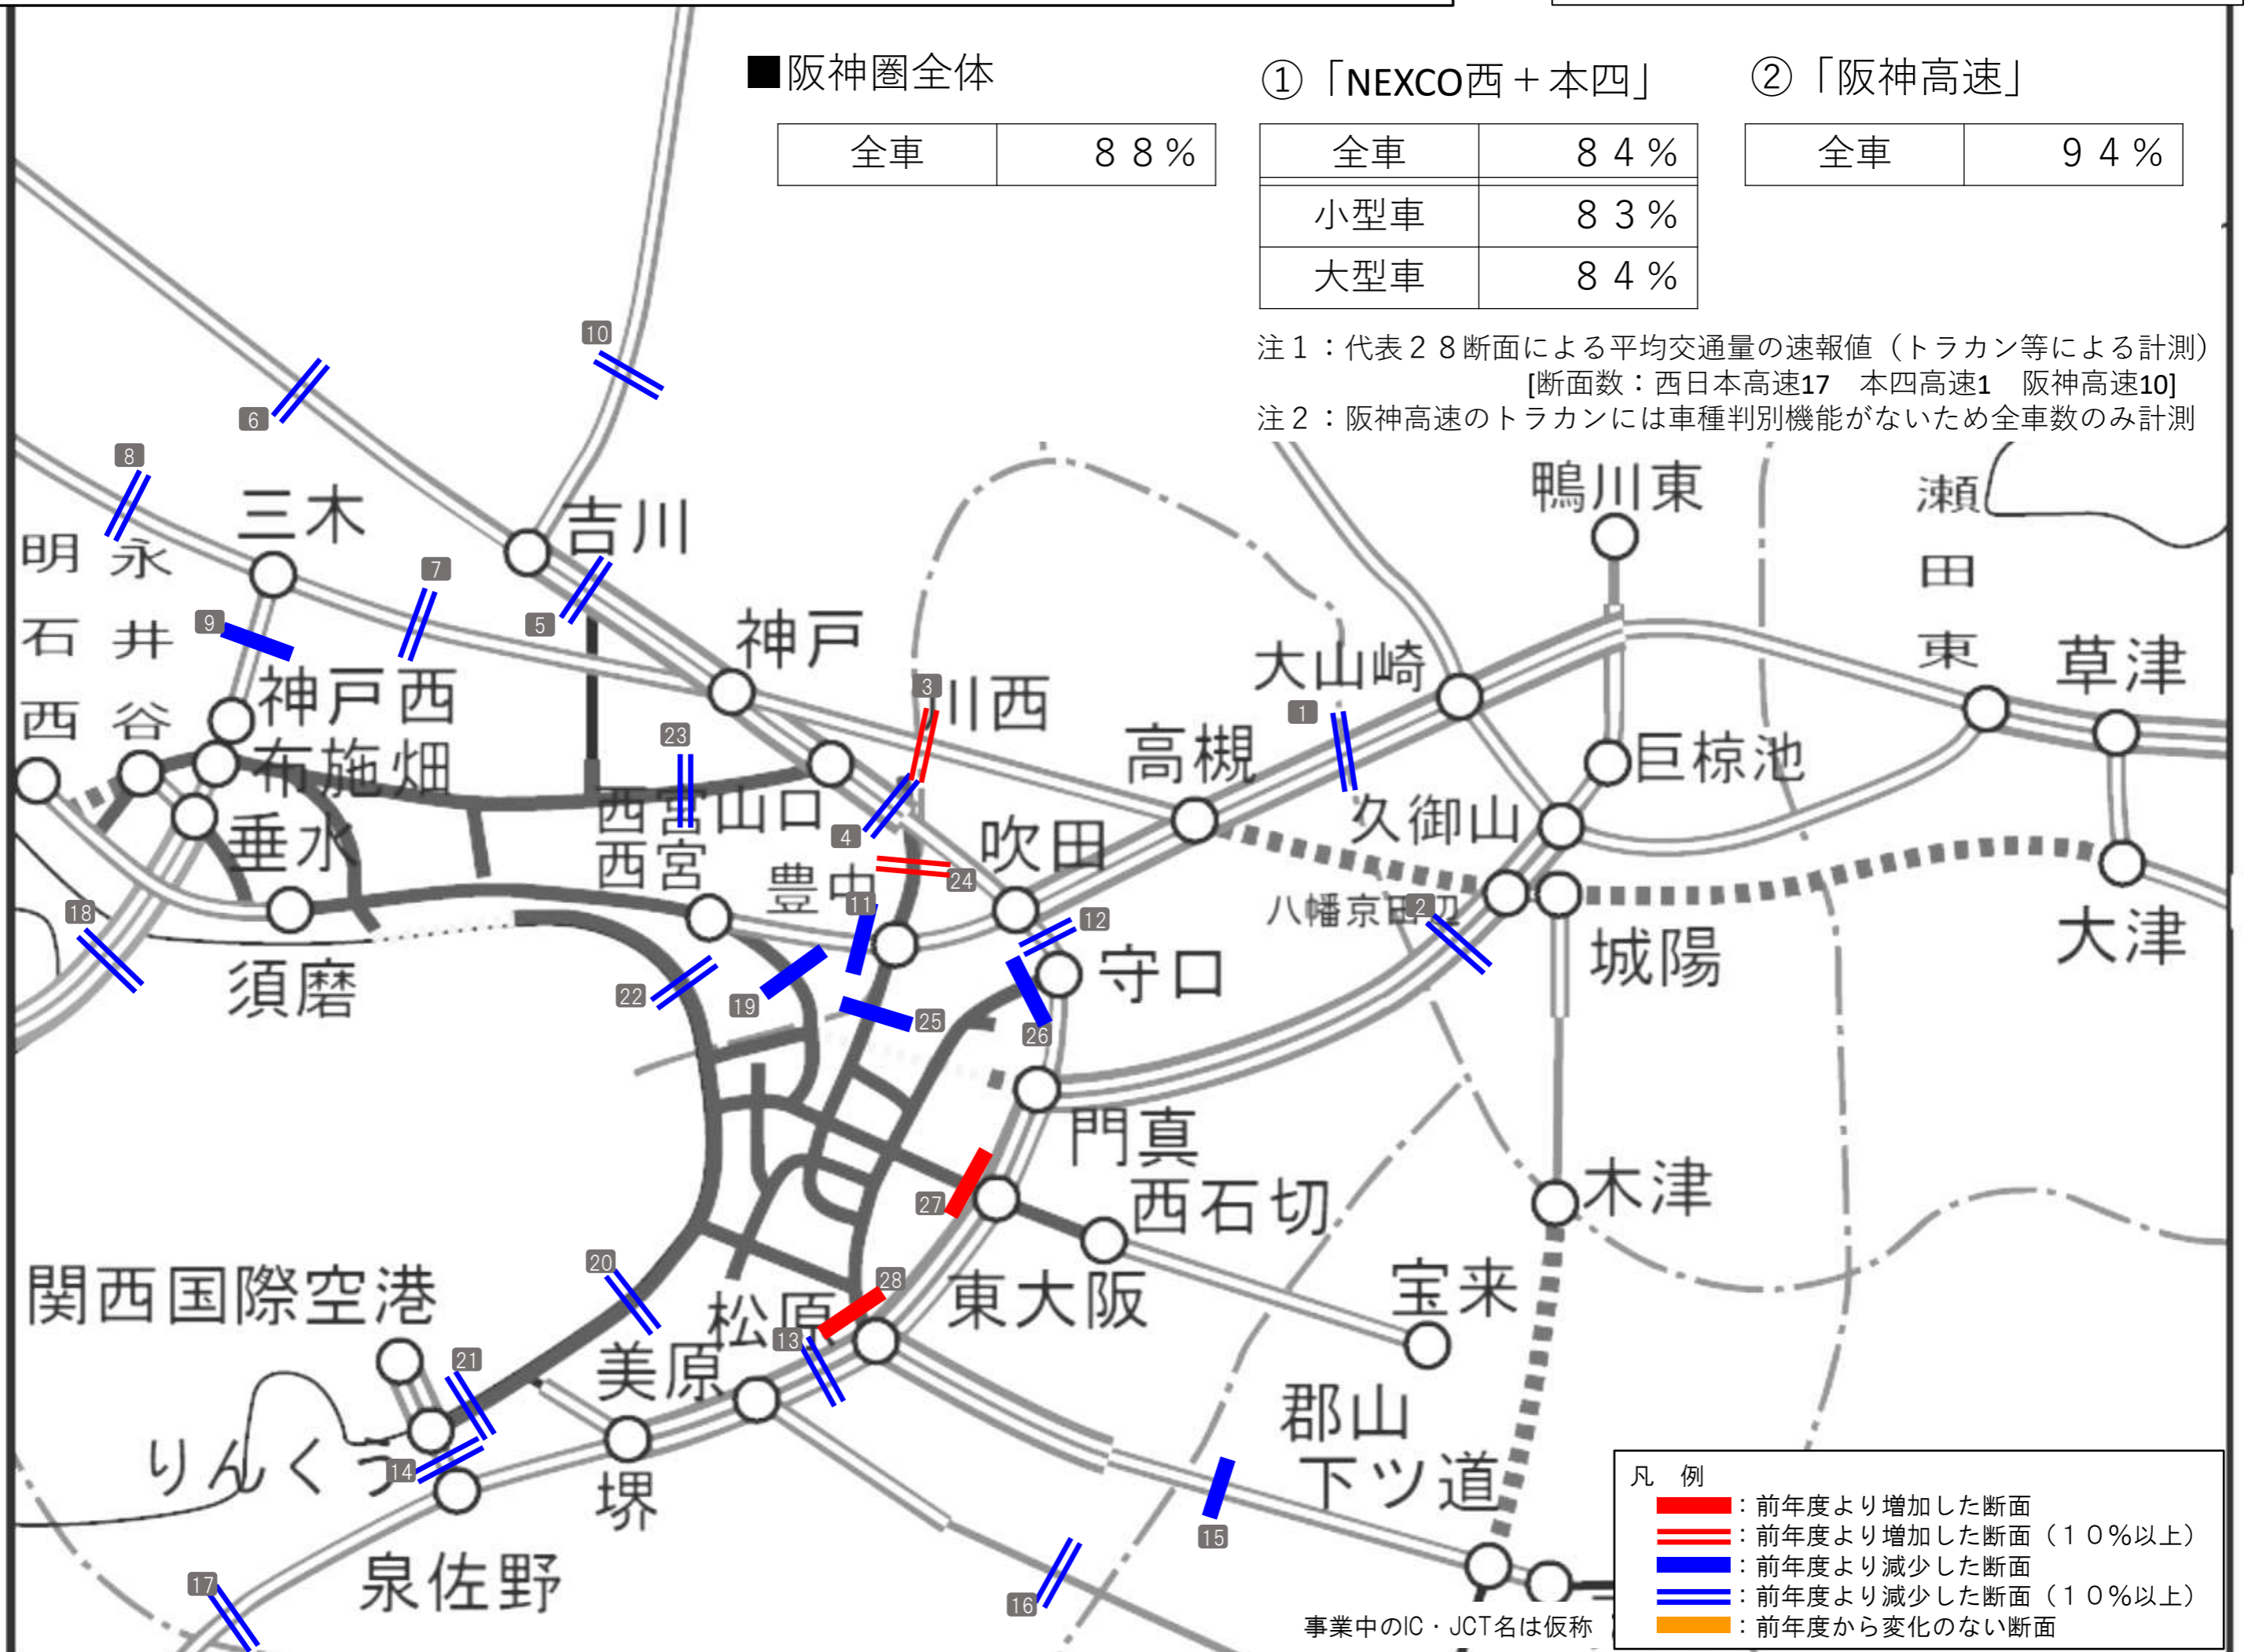 ■阪神圏全体
全車 ８８％
①「NEXCO西＋本四」
全車 ８４％
小型車 ８３％
大型車 ８４％
②「阪神高速」
全車 ９４％
注１：代表２８断面による平均交通量の速報値（トラカン等による計測）
[断面数：西日本高速17　本四高速1　阪神高速10]
注２：阪神高速のトラカンには車種判別機能がないため全車数のみ計測
10
6
8
三木
吉川
鴨川東
瀬田東
明石西
永井谷
7
5
9
神戸
3
川西
大山崎
1
草津
神戸西
布施畑
23
高槻
巨椋池
西宮山口
4
久御山
垂水
西宮
豊中
吹田
24
11
12
八幡京田辺
2
18
大津
須磨
22
19
25
守口
城陽
26
門真
27
西石切
木津
関西国際空港
20
松原
28
東大阪
宝来
13
21
美原
郡山下ツ道
りんくう
14
堺
15
泉佐野
17
16
凡　例
：前年度より増加した断面
：前年度より増加した断面（１０％以上）
：前年度より減少した断面
：前年度より減少した断面（１０％以上）
：前年度から変化のない断面
事業中のIC・JCT名は仮称